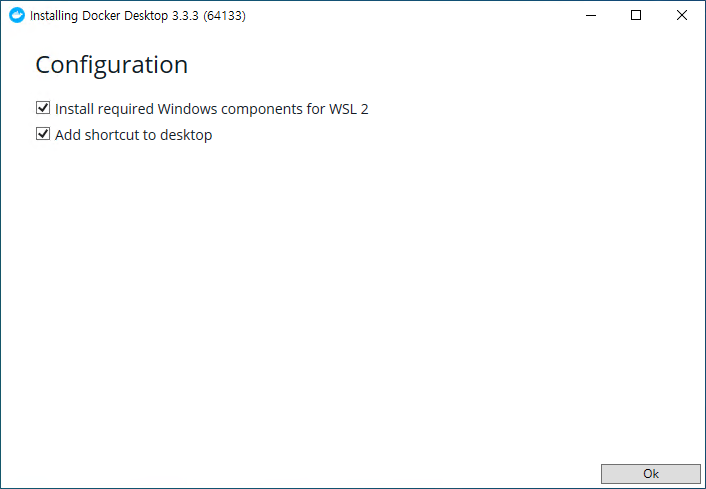 Installing Docker Desktop 3.3.3 (64133)
Configuration
Install required Windows components for WSL 2
Add shortcut to desktop
Ok